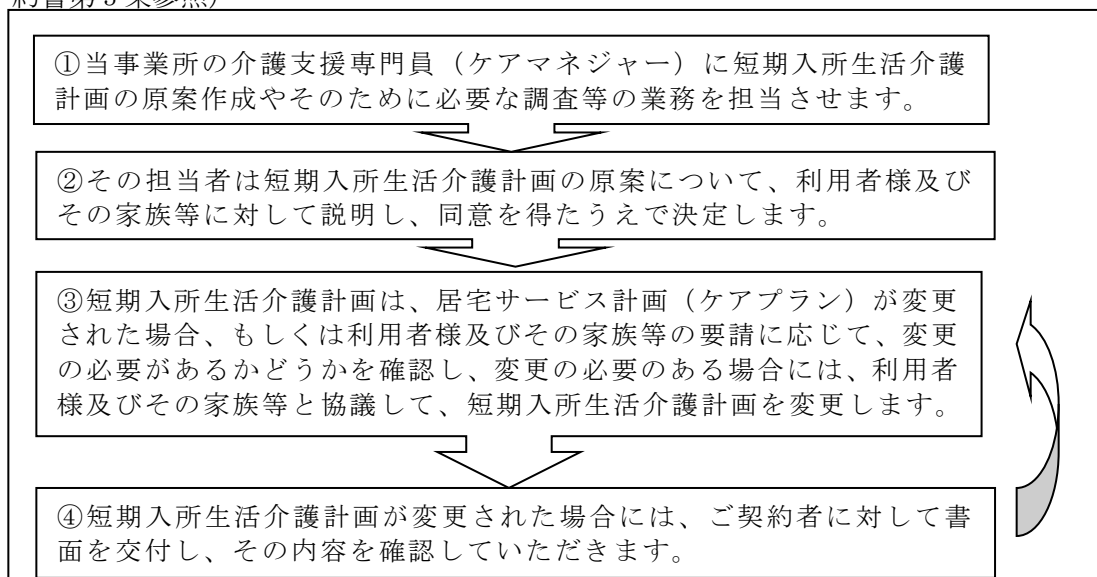 約書第3条参照)
①当事業所の介護支援専門員（ケアマネジャー）に短期入所生活介護
計画の原案作成やそのために必要な調査等の業務を担当させます。
②その担当者は短期入所生活介護計画の原案について、利用者様及び
その家族等に対して説明し、同意を得たうえで決定します。
③短期入所生活介護計画は、居宅サービス計画（ケアプラン）が変更
された場合、もしくは利用者様及びその家族等の要請に応じて、変更
の必要があるかどうかを確認し、変更の必要のある場合には、利用者
様及びその家族等と協議して、短期入所生活介護計画を変更します。
④短期入所生活介護計画が変更された場合には、ご契約者に対して書
面を交付し、その内容を確認していただきます。